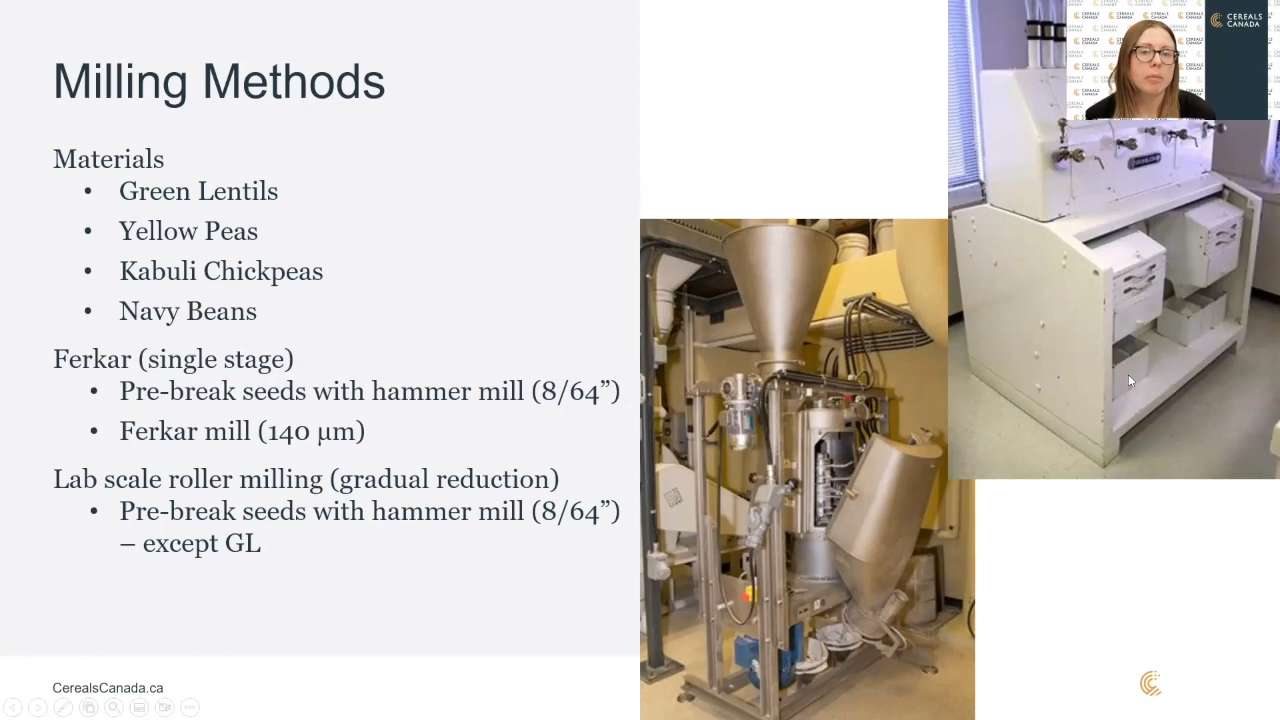 Milling Methods
Materials
• Green Lentils
• Yellow Peas
• Kabuli Chickpeas
• Navy Beans
Ferkar (single stage)
• Pre-break seeds with hammer mill (8/64”)
• Ferkar mill (140 µm)
Lab scale roller milling (gradual reduction)
• Pre-break seeds with hammer mill (8/64”)
– except GL
CerealsCanada.ca
CEREALS
CANADA